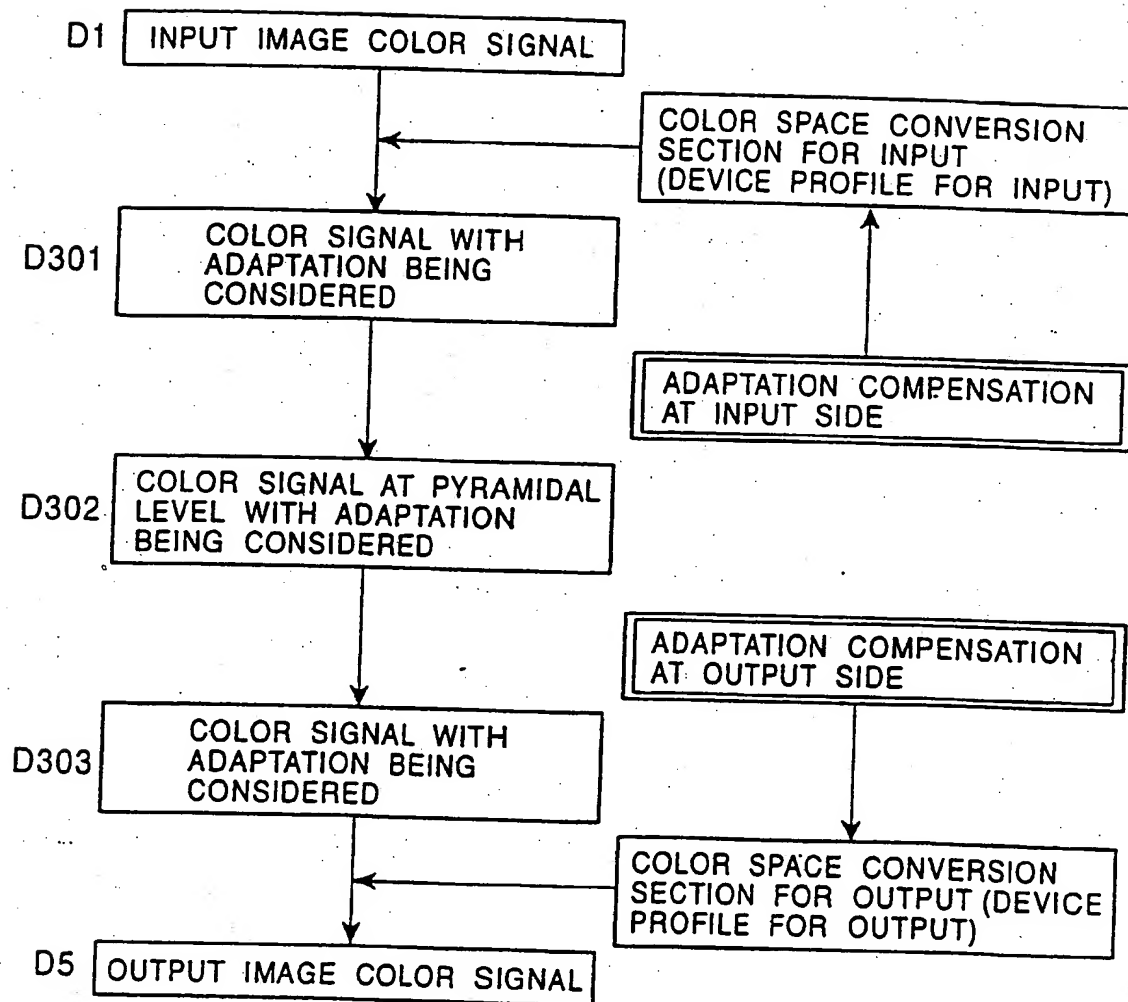 D1 INPUT IMAGE COLOR SIGNAL
COLOR SPACE CONVERSION
SECTION FOR INPUT
(DEVICE PROFILE FOR INPUT)
D301
COLOR SIGNAL WITH
ADAPTATION BEING
CONSIDERED
ADAPTATION COMPENSATION
AT INPUT SIDE
D302
COLOR SIGNAL AT PYRAMIDAL
LEVEL WITH ADAPTATION
BEING CONSIDERED
ADAPTATION COMPENSATION
AT OUTPUT SIDE
D303
COLOR SIGNAL WITH
ADAPTATION BEING
CONSIDERED
COLOR SPACE CONVERSION
SECTION FOR OUTPUT (DEVICE
PROFILE FOR OUTPUT)
D5 OUTPUT IMAGE COLOR SIGNAL